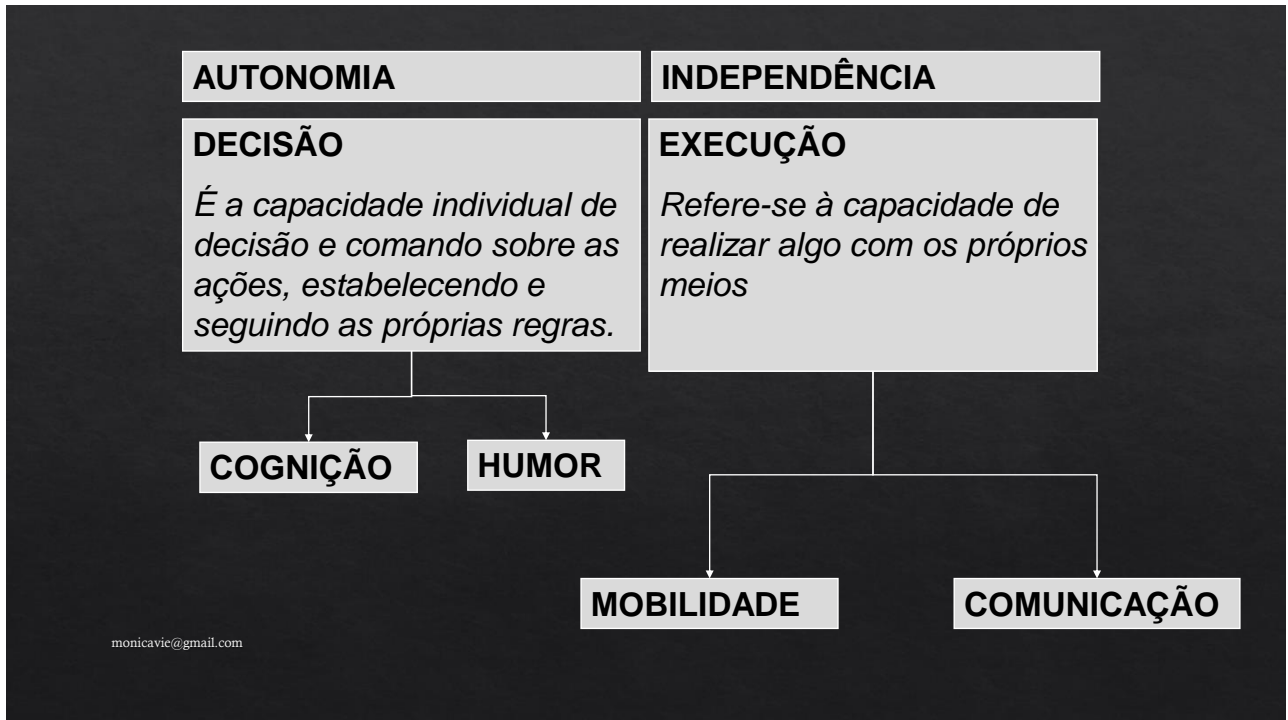 AUTONOMIA
INDEPENDÊNCIA
DECISÃO
É a capacidade individual de
decisão e comando sobre as
ações, estabelecendo e
seguindo as próprias regras.
EXECUÇÃO
Refere-se à capacidade de
realizar algo com os próprios
meios
COGNIÇÃO
HUMOR
MOBILIDADE
COMUNICAÇÃO
monicavie@gmail.com